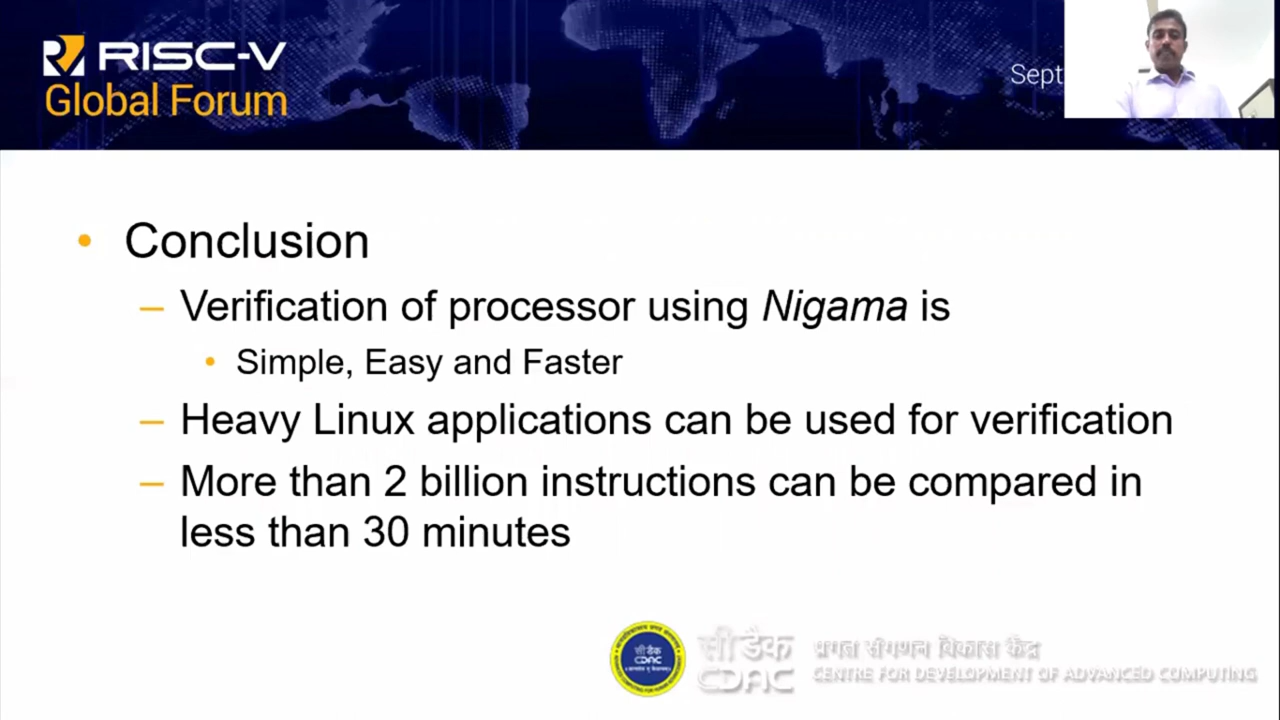 RISC-V
Global Forum
Sept
Conclusion
Verification of processor using Nigama is
Simple, Easy and Faster
Heavy Linux applications can be used for verification
More than 2 billion instructions can be compared in
less than 30 minutes
सी डैक
CDAC
सी डैक
CDAC
प्रगत संगणन विकास केंद्र
CENTRE FOR DEVELOPMENT OF ADVANCED COMPUTING